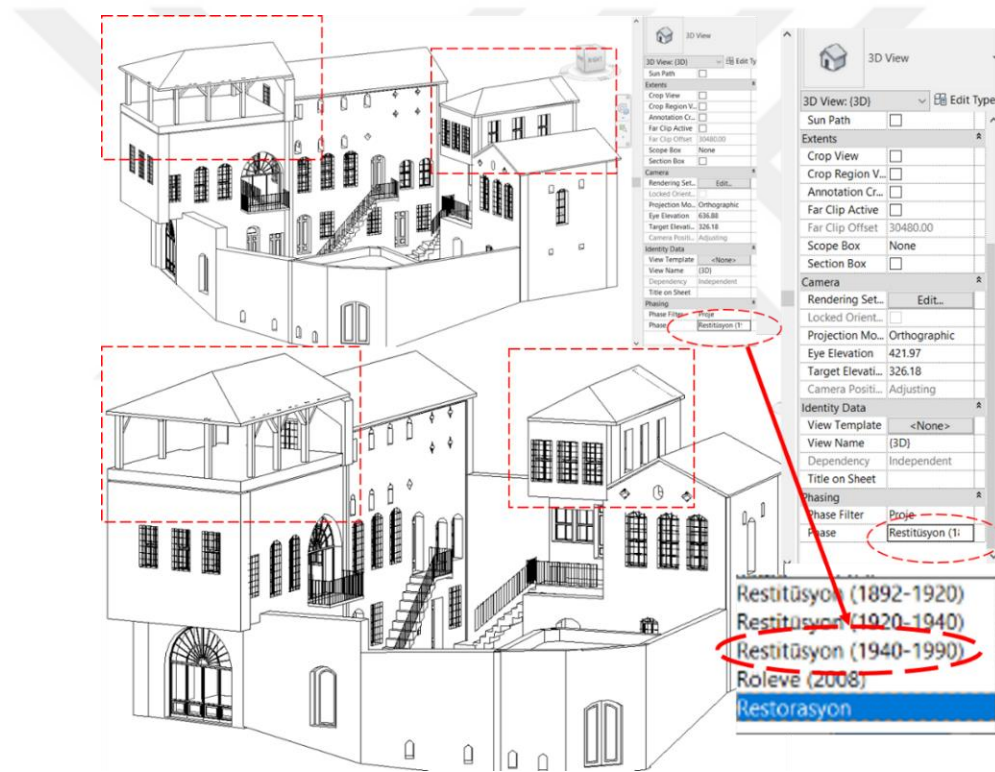 3D View
3D View: (3D)
Edit Ty
Sun Path
Extents
Crop View
Crop Region V...
Annotation Cr...
Far Clip Active
Far Clip Offset 30480.00
Scope Box None
Section Box
Camera
Rendering Set... Edit...
Locked Orient...
Projection Mo... Orthographic
Eye Elevation 636.88
Target Elevati... 326.18
Camera Positi... Adjusting
Identity Data
View Template <None>
View Name (3D)
Dependency Independent
Title on Sheet
Phasing
Phase Filter Proje
Phase Restitüsyon (1
3D View
3D View: (3D) Edit Type
Sun Path
Extents
Crop View
Crop Region V...
Annotation Cr...
Far Clip Active
Far Clip Offset 30480.00
Scope Box None
Section Box
Camera
Rendering Set... Edit...
Locked Orient...
Projection Mo... Orthographic
Eye Elevation 421.97
Target Elevati... 326.18
Camera Positi... Adjusting
Identity Data
View Template <None>
View Name (3D)
Dependency Independent
Title on Sheet
Phasing
Phase Filter Proje
Phase Restitüsyon (1
Restitüsyon (1892-1920)
Restitüsyon (1920-1940)
Restitüsyon (1940-1990)
Roleve (2008)
Restorasyon